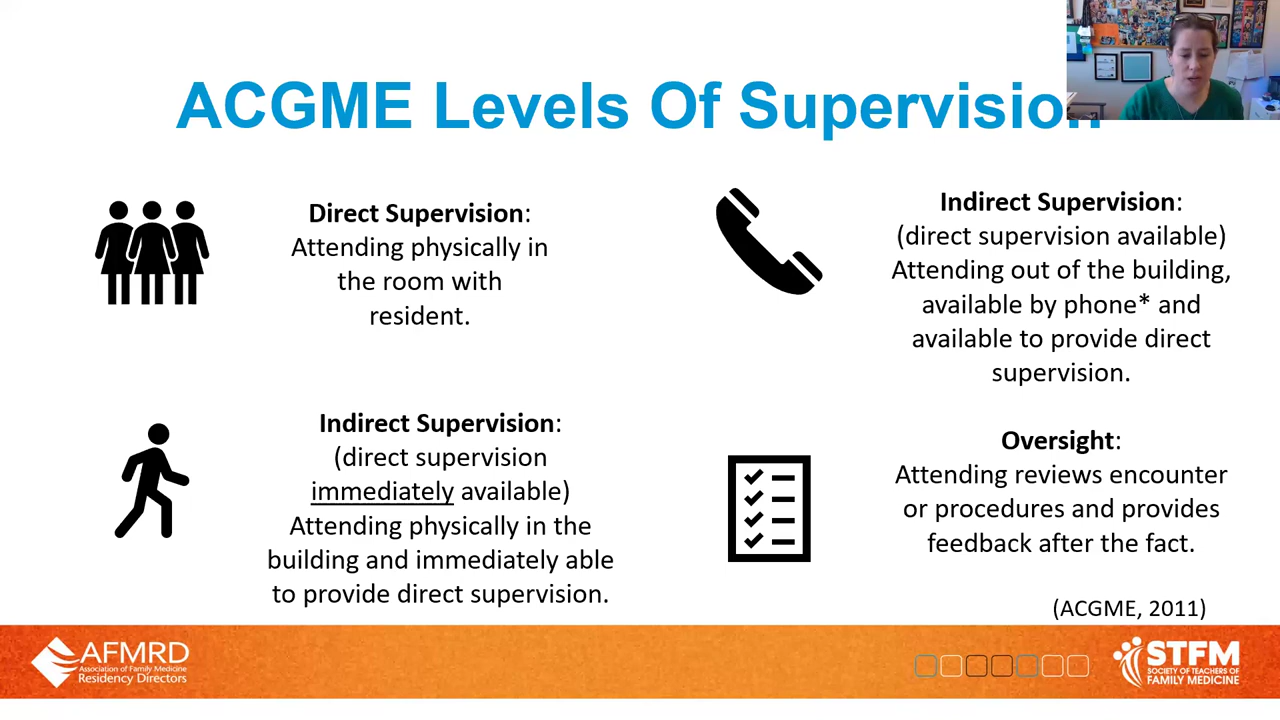 ACGME Levels Of Supervision
Direct Supervision:
Attending physically in
the room with
resident.
Indirect Supervision:
(direct supervision
immediately available)
Attending physically in the
building and immediately able
to provide direct supervision.
Indirect Supervision:
(direct supervision available)
Attending out of the building,
available by phone* and
available to provide direct
supervision.
Oversight:
Attending reviews encounter
or procedures and provides
feedback after the fact.
(ACGME, 2011)
AFMRD
Association of Family Medicine
Residency Directors
STFM
SOCIETY OF TEACHERS OF
FAMILY MEDICINE